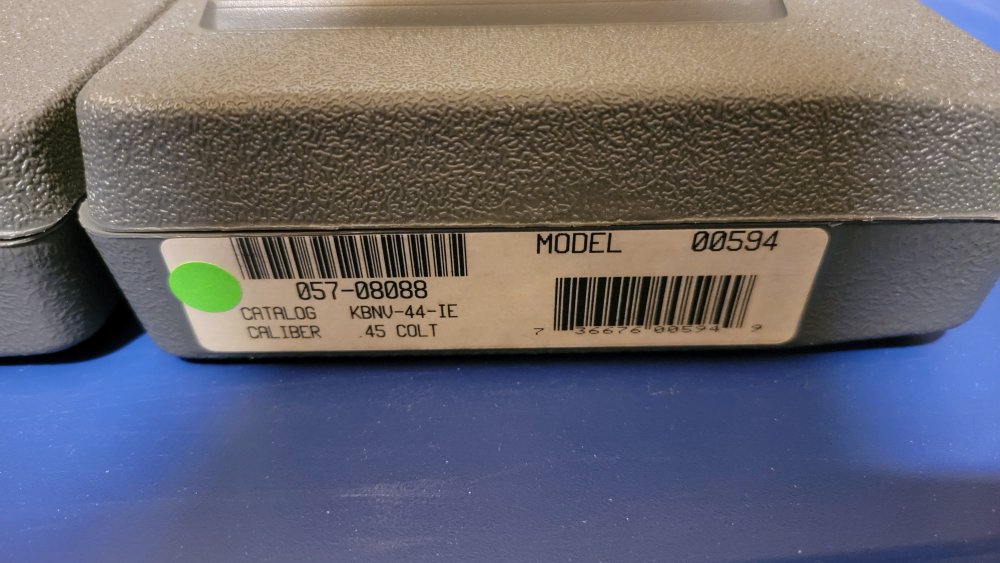 MODEL 00594
057-08088
CATALOG KBNV-44-IE
CALIBER .45 COLT
7 36676 00594 9